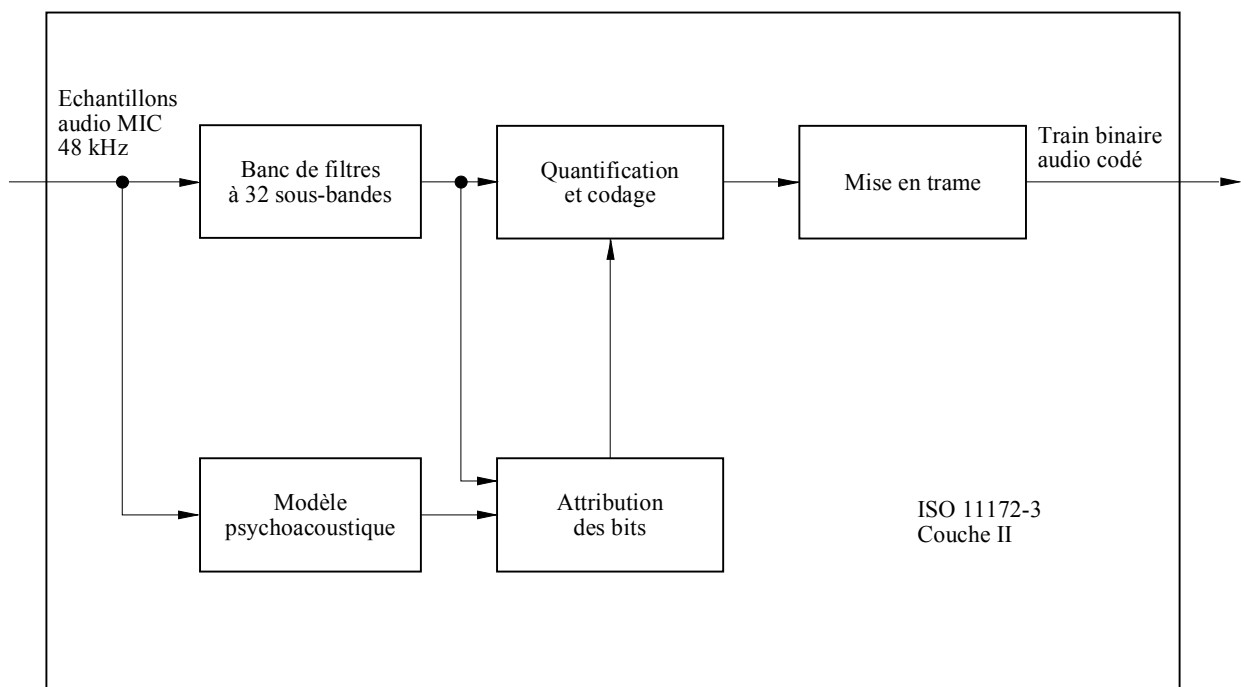 Echantillons
audio MIC
48 kHz
Banc de filtres
à 32 sous-bandes
Quantification
et codage
Mise en trame
Train binaire
audio codé
Modèle
psychoacoustique
Attribution
des bits
ISO 11172-3
Couche II